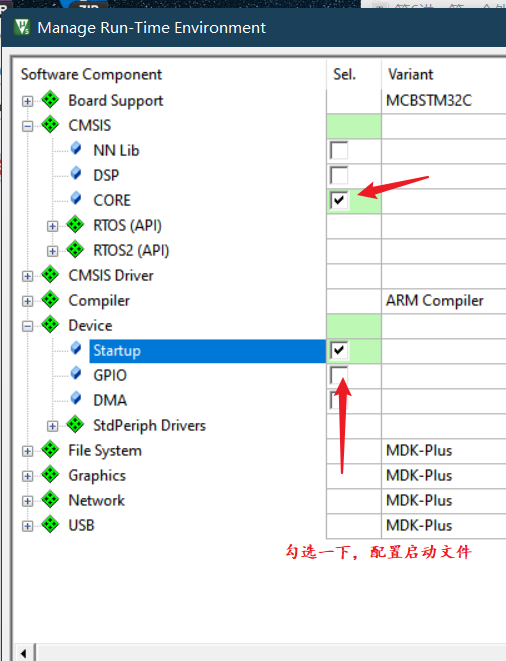 Manage Run-Time Environment
Software Component Sel. Variant
Board Support MCBSTM32C
CMSIS
NN Lib
DSP
CORE
RTOS (API)
RTOS2 (API)
CMSIS Driver
Compiler ARM Compiler
Device
Startup
GPIO
DMA
StdPeriph Drivers
File System MDK-Plus
Graphics MDK-Plus
Network MDK-Plus
USB MDK-Plus
勾选一下，配置启动文件